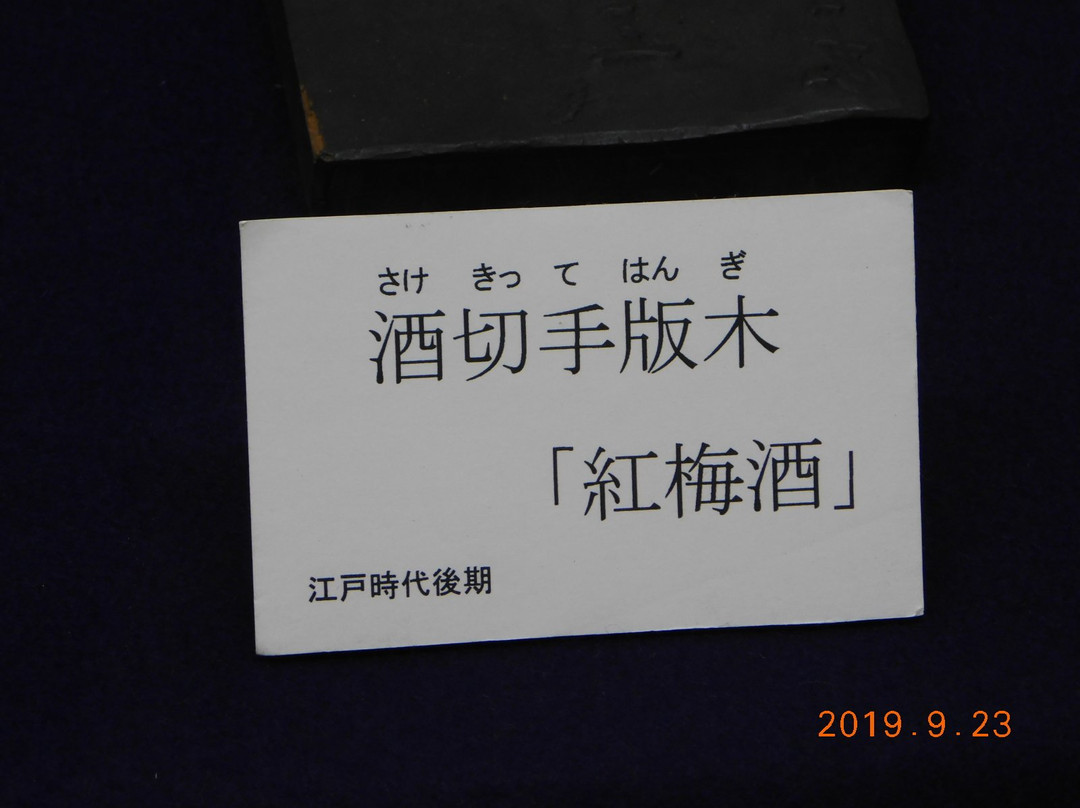 さけ きって はん ぎ
酒切手版木
「紅梅酒」
江戸時代後期
2019.9.23